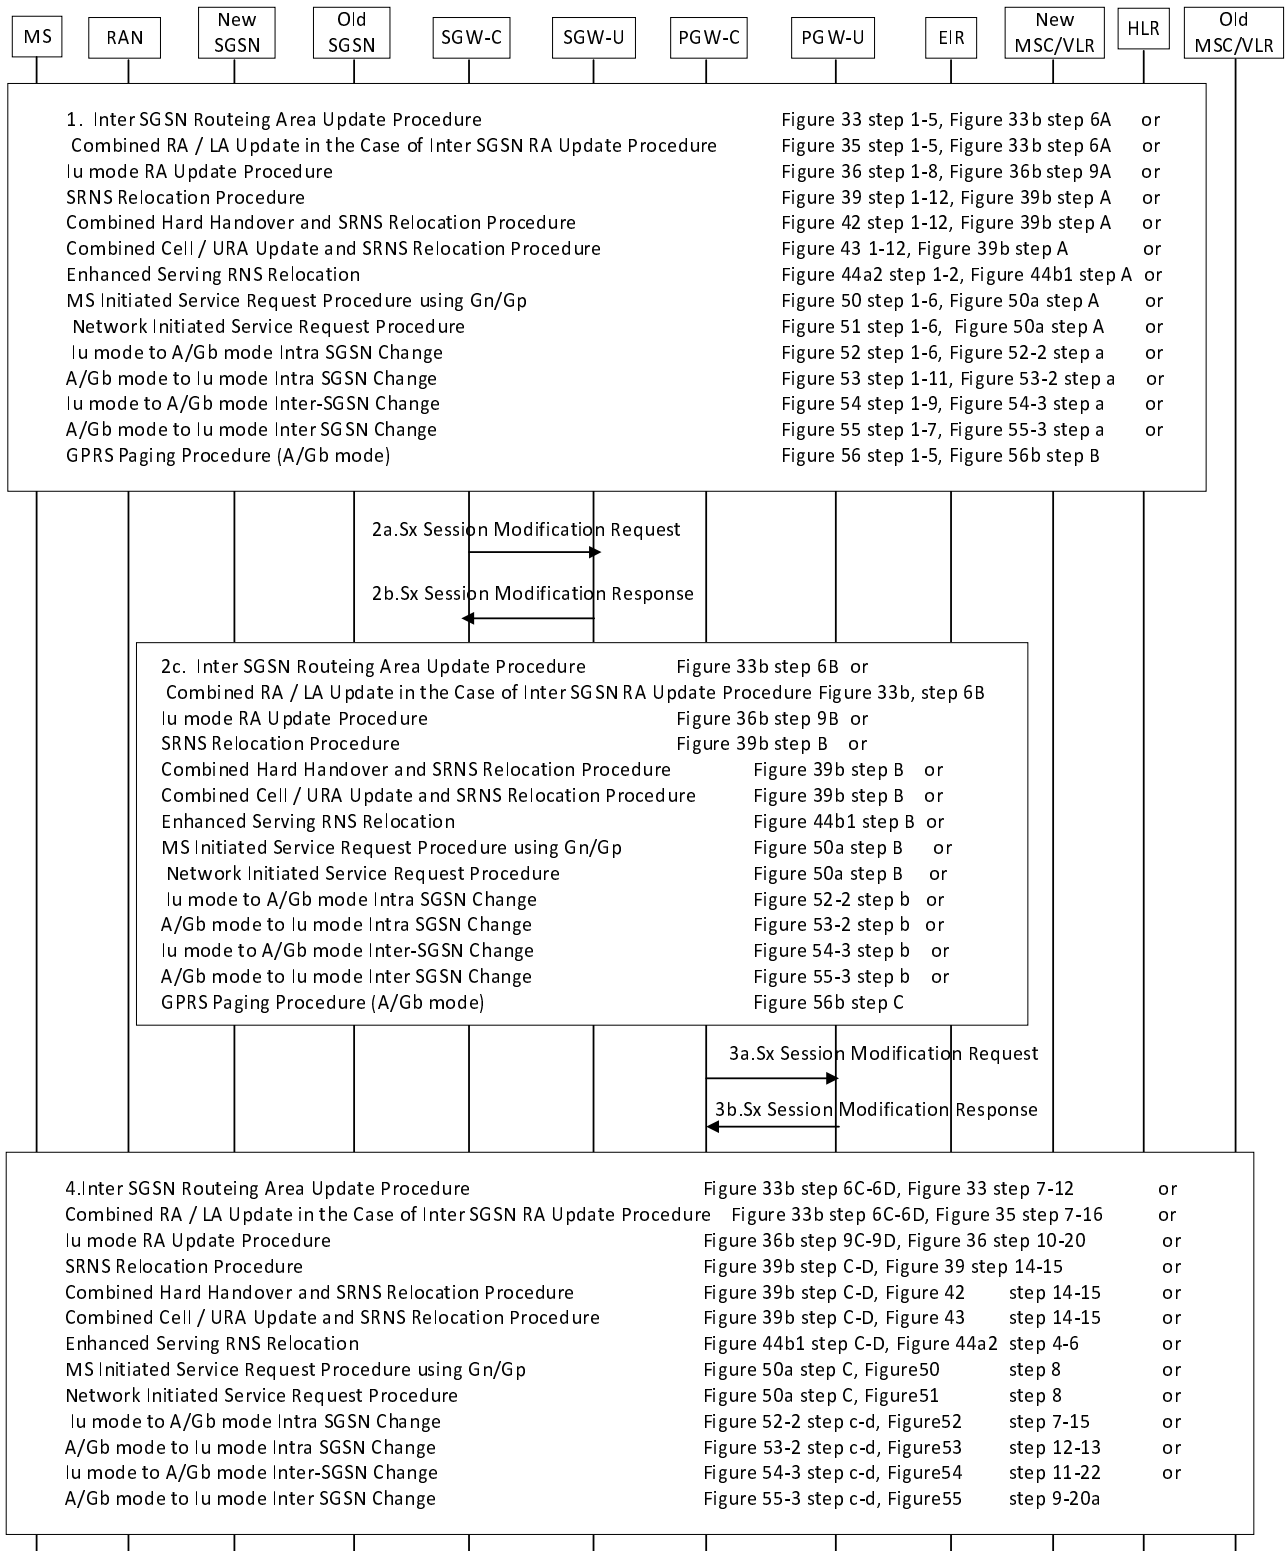 MS
RAN
New
SGSN
Old
SGSN
SGW-C
SGW-U
PGW-C
PGW-U
EIR
New
MSC/VLR
HLR
Old
MSC/VLR
1. Inter SGSN Routeing Area Update Procedure Figure 33 step 1-5, Figure 33b step 6A or
Combined RA / LA Update in the Case of Inter SGSN RA Update Procedure Figure 35 step 1-5, Figure 33b step 6A or
Iu mode RA Update Procedure Figure 36 step 1-8, Figure 36b step 9A or
SRNS Relocation Procedure Figure 39 step 1-12, Figure 39b step A or
Combined Hard Handover and SRNS Relocation Procedure Figure 42 step 1-12, Figure 39b step A or
Combined Cell / URA Update and SRNS Relocation Procedure Figure 43 1-12, Figure 39b step A or
Enhanced Serving RNS Relocation Figure 44a2 step 1-2, Figure 44b1 step A or
MS Initiated Service Request Procedure using Gn/Gp Figure 50 step 1-6, Figure 50a step A or
Network Initiated Service Request Procedure Figure 51 step 1-6, Figure 50a step A or
Iu mode to A/Gb mode Intra SGSN Change Figure 52 step 1-6, Figure 52-2 step a or
A/Gb mode to Iu mode Intra SGSN Change Figure 53 step 1-11, Figure 53-2 step a or
Iu mode to A/Gb mode Inter-SGSN Change Figure 54 step 1-9, Figure 54-3 step a or
A/Gb mode to Iu mode Inter SGSN Change Figure 55 step 1-7, Figure 55-3 step a or
GPRS Paging Procedure (A/Gb mode) Figure 56 step 1-5, Figure 56b step B
2a.Sx Session Modification Request
2b.Sx Session Modification Response
2c. Inter SGSN Routeing Area Update Procedure Figure 33b step 6B or
Combined RA / LA Update in the Case of Inter SGSN RA Update Procedure Figure 33b, step 6B
Iu mode RA Update Procedure Figure 36b step 9B or
SRNS Relocation Procedure Figure 39b step B or
Combined Hard Handover and SRNS Relocation Procedure Figure 39b step B or
Combined Cell / URA Update and SRNS Relocation Procedure Figure 39b step B or
Enhanced Serving RNS Relocation Figure 44b1 step B or
MS Initiated Service Request Procedure using Gn/Gp Figure 50a step B or
Network Initiated Service Request Procedure Figure 50a step B or
Iu mode to A/Gb mode Intra SGSN Change Figure 52-2 step b or
A/Gb mode to Iu mode Intra SGSN Change Figure 53-2 step b or
Iu mode to A/Gb mode Inter-SGSN Change Figure 54-3 step b or
A/Gb mode to Iu mode Inter SGSN Change Figure 55-3 step b or
GPRS Paging Procedure (A/Gb mode) Figure 56b step C
3a.Sx Session Modification Request
3b.Sx Session Modification Response
4.Inter SGSN Routeing Area Update Procedure Figure 33b step 6C-6D, Figure 33 step 7-12 or
Combined RA / LA Update in the Case of Inter SGSN RA Update Procedure Figure 33b step 6C-6D, Figure 35 step 7-16 or
Iu mode RA Update Procedure Figure 36b step 9C-9D, Figure 36 step 10-20 or
SRNS Relocation Procedure Figure 39b step C-D, Figure 39 step 14-15 or
Combined Hard Handover and SRNS Relocation Procedure Figure 39b step C-D, Figure 42 step 14-15 or
Combined Cell / URA Update and SRNS Relocation Procedure Figure 39b step C-D, Figure 43 step 14-15 or
Enhanced Serving RNS Relocation Figure 44b1 step C-D, Figure 44a2 step 4-6 or
MS Initiated Service Request Procedure using Gn/Gp Figure 50a step C, Figure50 step 8 or
Network Initiated Service Request Procedure Figure 50a step C, Figure51 step 8 or
Iu mode to A/Gb mode Intra SGSN Change Figure 52-2 step c-d, Figure52 step 7-15 or
A/Gb mode to Iu mode Intra SGSN Change Figure 53-2 step c-d, Figure53 step 12-13 or
Iu mode to A/Gb mode Inter-SGSN Change Figure 54-3 step c-d, Figure54 step 11-22 or
A/Gb mode to Iu mode Inter SGSN Change Figure 55-3 step c-d, Figure55 step 9-20a